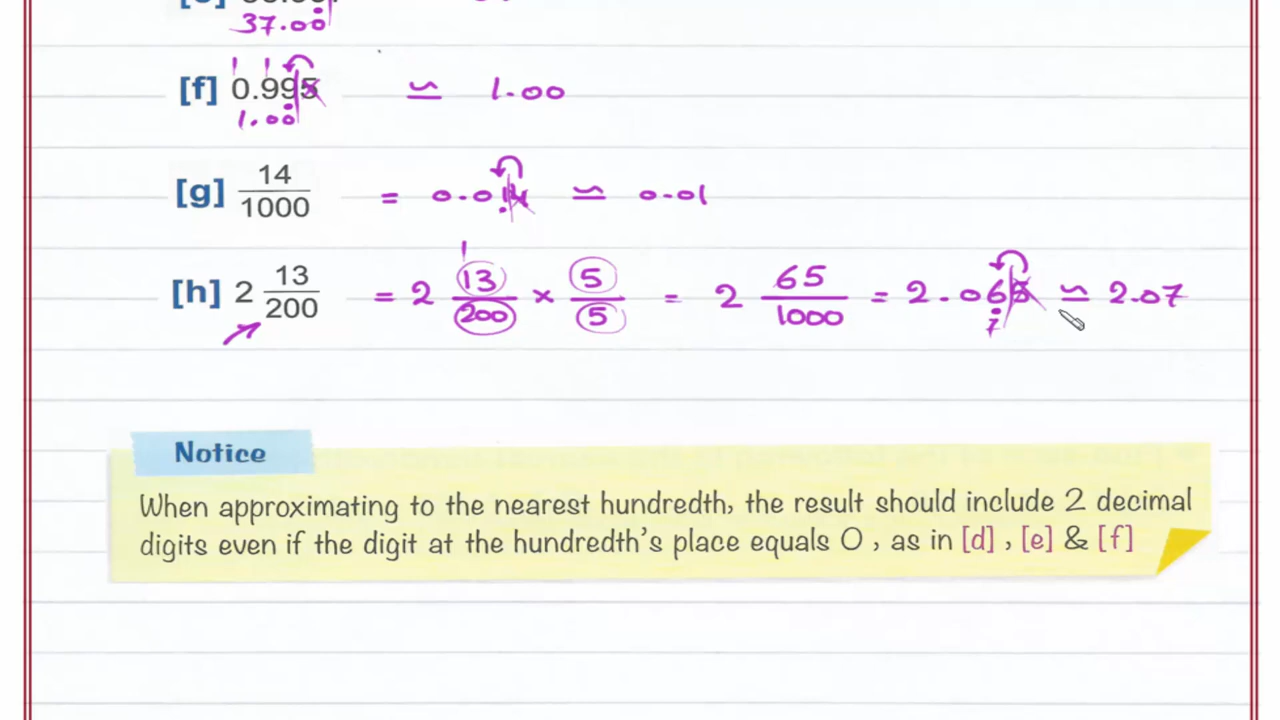 37.00
[f] 0.995 ≃ 1.00
1.00
[g] 14/1000 = 0.014 ≃ 0.01
[h] 2 13/200 = 2 13/200 × 5/5 = 2 65/1000 = 2.065 ≃ 2.07
7
Notice
When approximating to the nearest hundredth, the result should include 2 decimal
digits even if the digit at the hundredth's place equals 0 , as in [d] , [e] & [f]